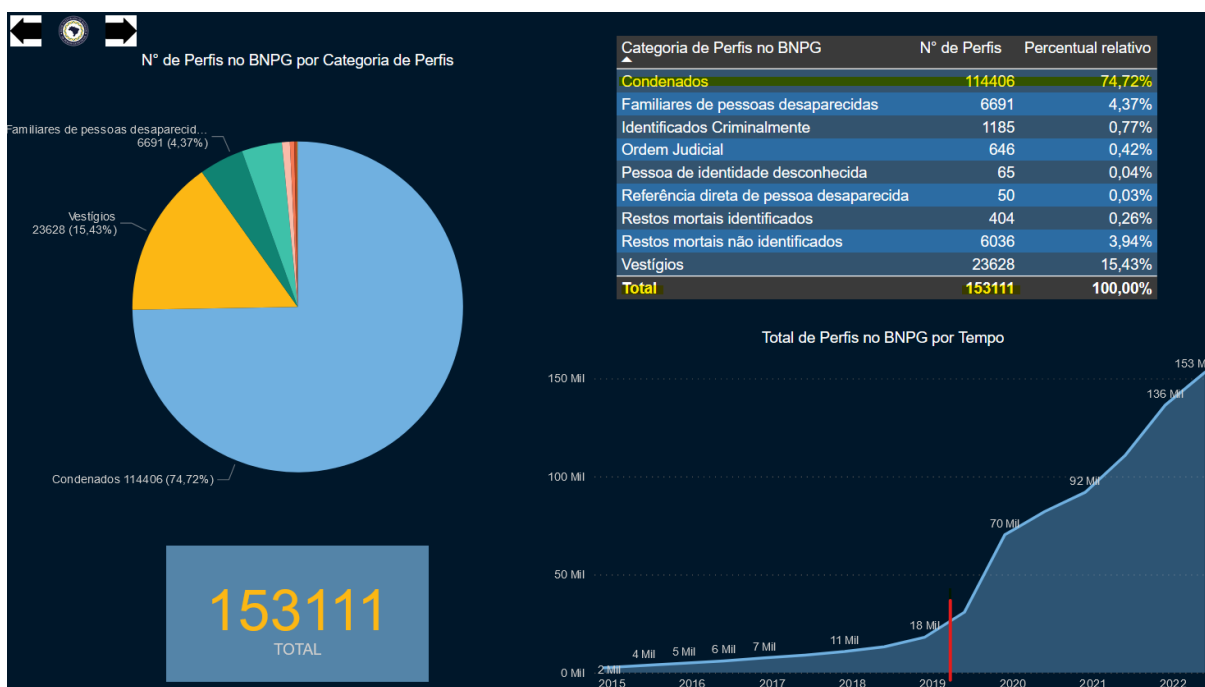 N° de Perfis no BNPG por Categoria de Perfis
Familiares de pessoas desaparecid...
6691 (4,37%)
Vestígios
23628 (15,43%)
Condenados 114406 (74,72%)
153111
TOTAL
Categoria de Perfis no BNPG N° de Perfis Percentual relativo
Condenados 114406 74,72%
Familiares de pessoas desaparecidas 6691 4,37%
Identificados Criminalmente 1185 0,77%
Ordem Judicial 646 0,42%
Pessoa de identidade desconhecida 65 0,04%
Referência direta de pessoa desaparecida 50 0,03%
Restos mortais identificados 404 0,26%
Restos mortais não identificados 6036 3,94%
Vestígios 23628 15,43%
Total 153111 100,00%
Total de Perfis no BNPG por Tempo
153 M
150 Mil
136 Mil
100 Mil
92 Mil
70 Mil
50 Mil
18 Mil
11 Mil
4 Mil 5 Mil 6 Mil 7 Mil
0 Mil 2 Mil
2015 2016 2017 2018 2019 2020 2021 2022